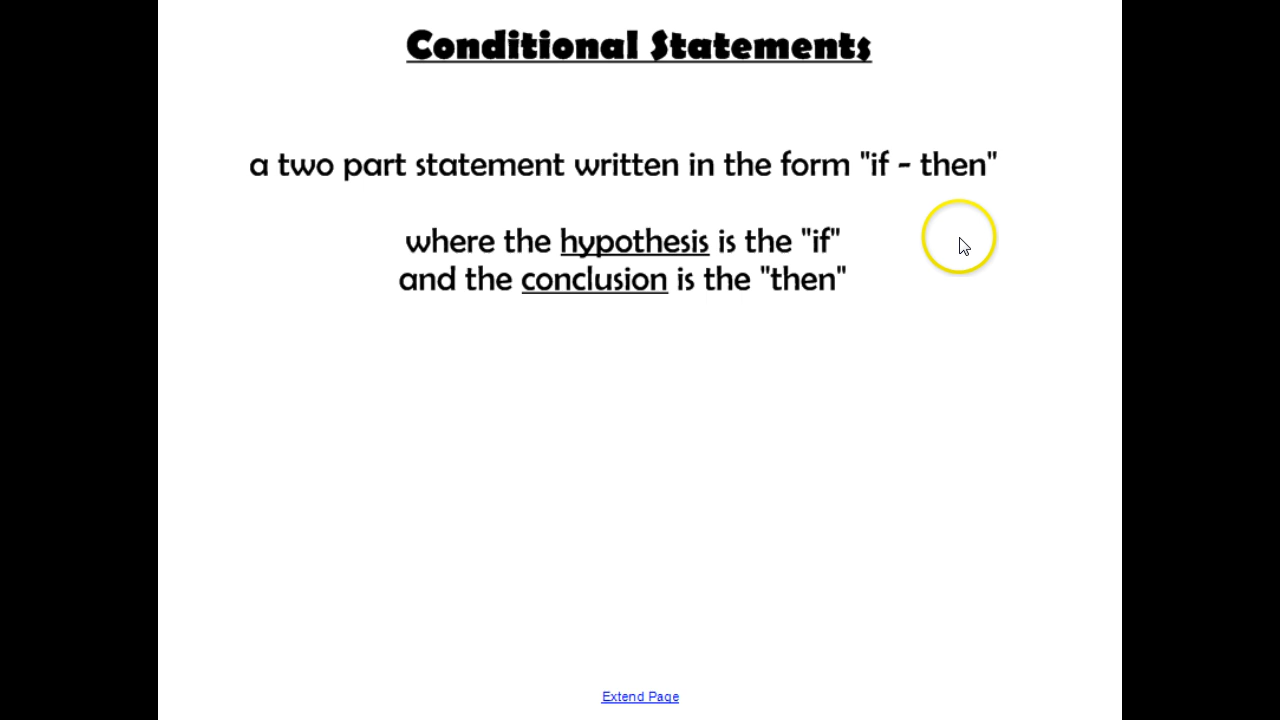 Conditional Statements
a two part statement written in the form "if - then"
where the hypothesis is the "if"
and the conclusion is the "then"
Extend Page